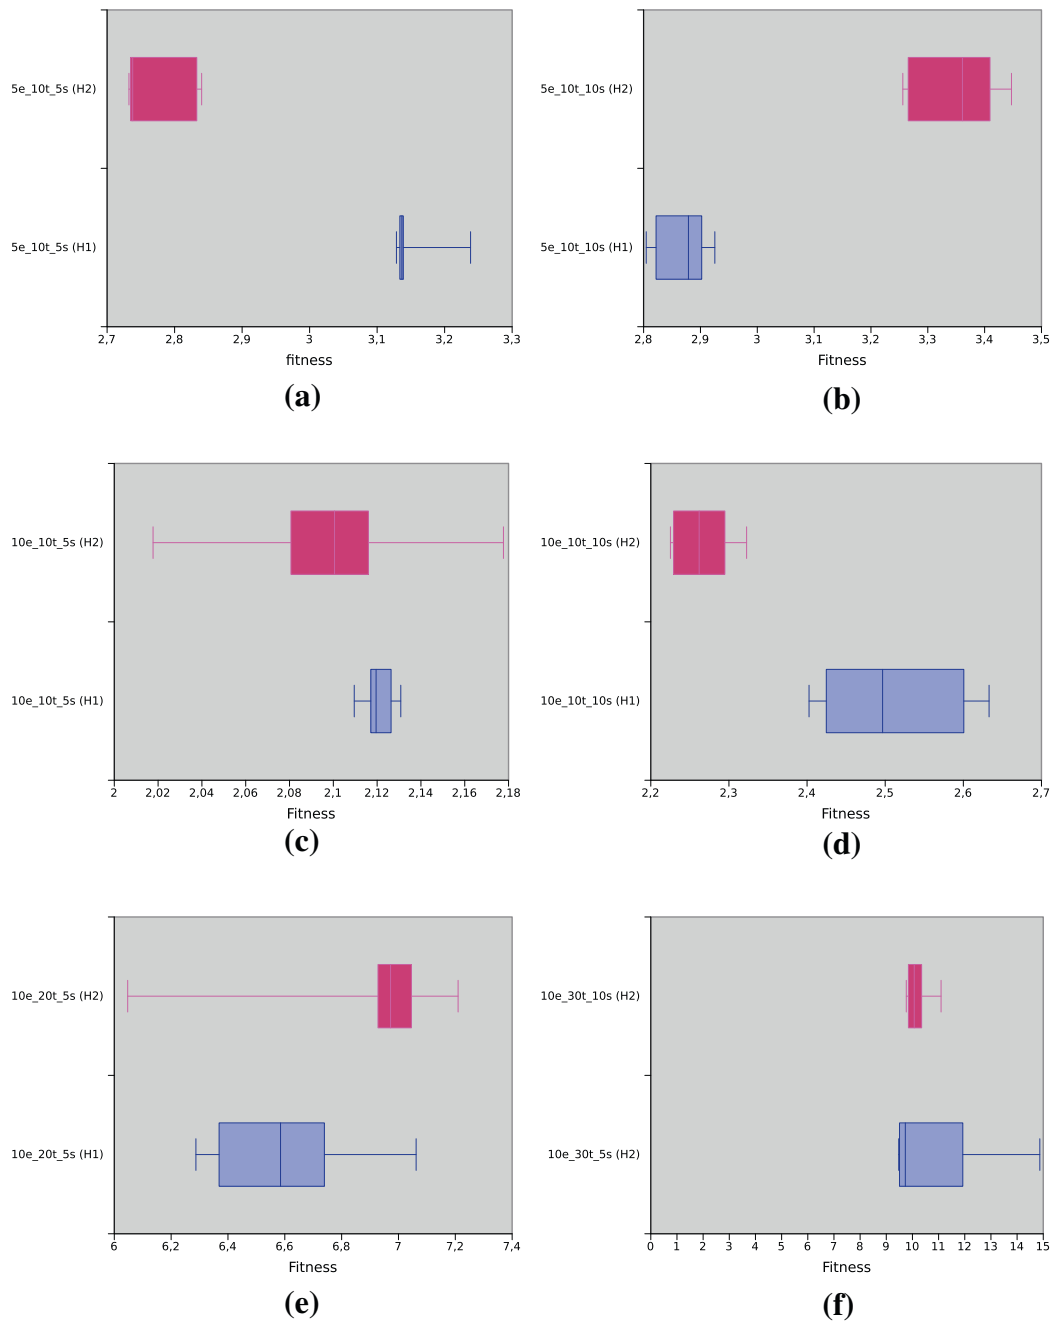 5e_10t_5s (H2)
5e_10t_5s (H1)
2,7 2,8 2,9 3 3,1 3,2 3,3
fitness
(a)
5e_10t_10s (H2)
5e_10t_10s (H1)
2,8 2,9 3 3,1 3,2 3,3 3,4 3,5
Fitness
(b)
10e_10t_5s (H2)
10e_10t_5s (H1)
2 2,02 2,04 2,06 2,08 2,1 2,12 2,14 2,16 2,18
Fitness
(c)
10e_10t_10s (H2)
10e_10t_10s (H1)
2,2 2,3 2,4 2,5 2,6 2,7
Fitness
(d)
10e_20t_5s (H2)
10e_20t_5s (H1)
6 6,2 6,4 6,6 6,8 7 7,2 7,4
Fitness
(e)
10e_30t_10s (H2)
10e_30t_5s (H2)
0 1 2 3 4 5 6 7 8 9 10 11 12 13 14 15
Fitness
(f)